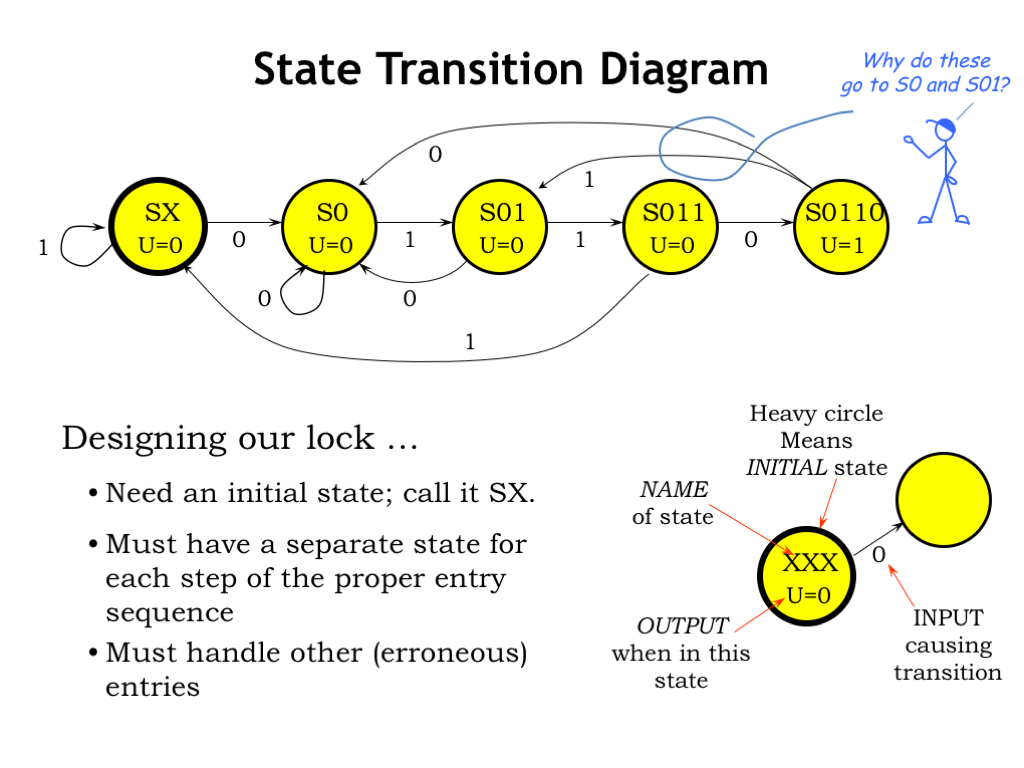 State Transition Diagram
Why do these
go to S0 and S01?
0
1
SX
U=0
S0
U=0
S01
U=0
S011
U=0
S0110
U=1
1
0
1
1
0
0
0
1
Designing our lock …
• Need an initial state; call it SX.
• Must have a separate state for
each step of the proper entry
sequence
• Must handle other (erroneous)
entries
Heavy circle
Means
INITIAL state
NAME
of state
XXX
U=0
0
OUTPUT
when in this
state
INPUT
causing
transition